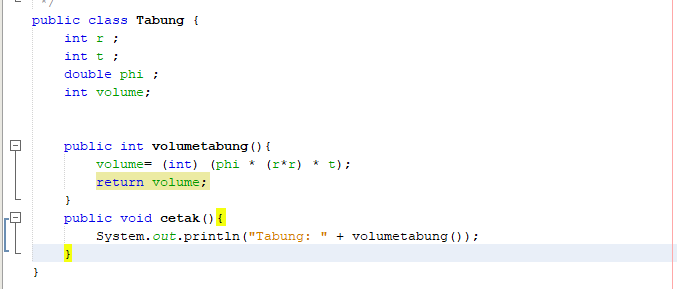 */
public class Tabung {
int r ;
int t ;
double phi ;
int volume;
public int volumetabung(){
volume= (int) (phi * (r*r) * t);
return volume;
}
public void cetak(){
System.out.println("Tabung: " + volumetabung());
}
}